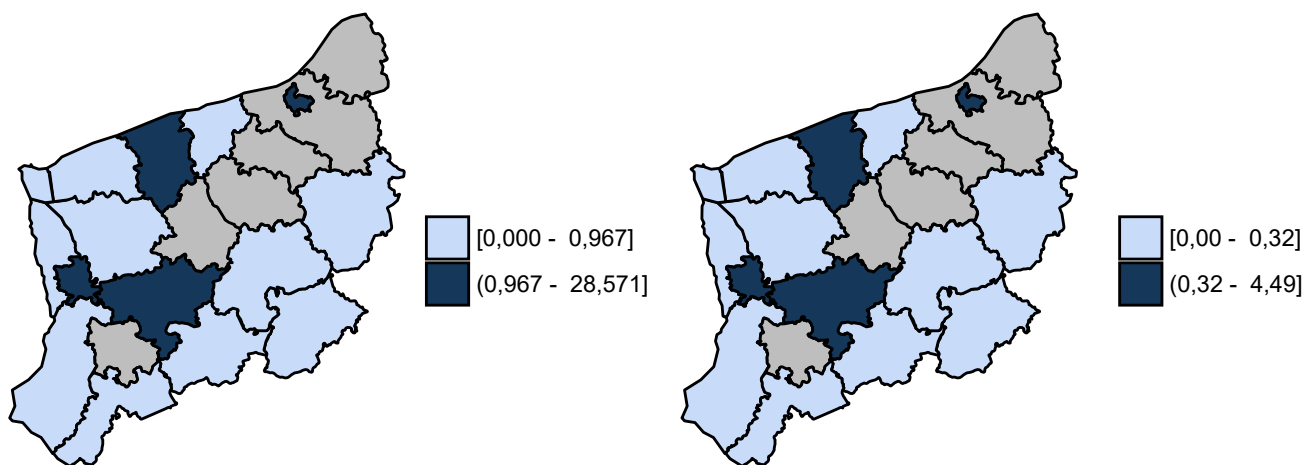 [0,000 - 0,967]
(0,967 - 28,571]
[0,00 - 0,32]
(0,32 - 4,49]